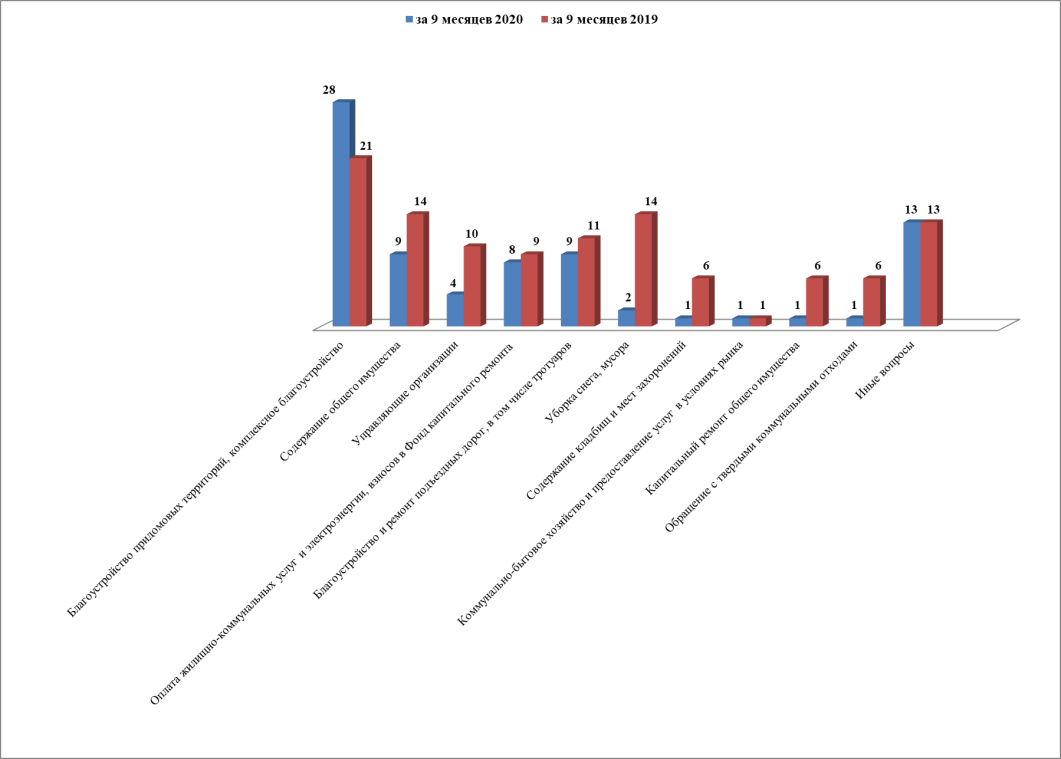 за 9 месяцев 2020 за 9 месяцев 2019
28 21
9 14
4 10
8 9
9 11
2 14
1 6
1 1
1 6
1 6
13 13
Благоустройство придомовых территорий, комплексное благоустройство
Содержание общего имущества
Управляющие организации
Оплата жилищно-коммунальных услуг и электроэнергии, взносов в Фонд капитального ремонта
Благоустройство и ремонт подъездных дорог, в том числе тротуаров
Уборка снега, мусора
Содержание кладбищ и мест захоронений
Коммунально-бытовое хозяйство и предоставление услуг в условиях рынка
Капитальный ремонт общего имущества
Обращение с твердыми коммунальными отходами
Иные вопросы